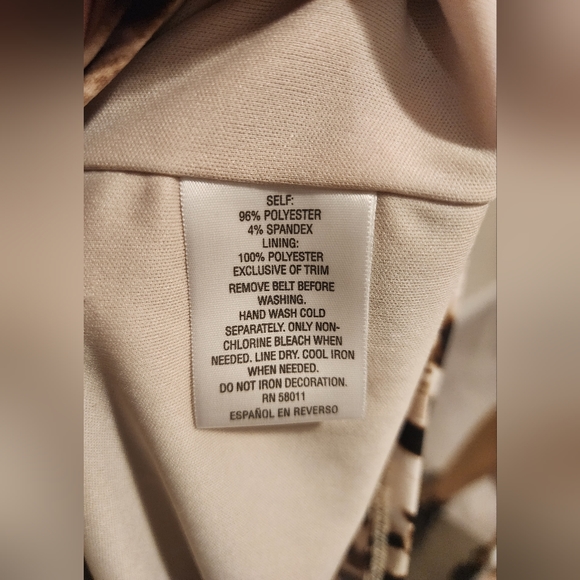 SELF:
96% POLYESTER
4% SPANDEX
LINING:
100% POLYESTER
EXCLUSIVE OF TRIM
REMOVE BELT BEFORE
WASHING.
HAND WASH COLD
SEPARATELY. ONLY NON-
CHLORINE BLEACH WHEN
NEEDED. LINE DRY. COOL IRON
WHEN NEEDED.
DO NOT IRON DECORATION.
RN 58011
ESPAÑOL EN REVERSO